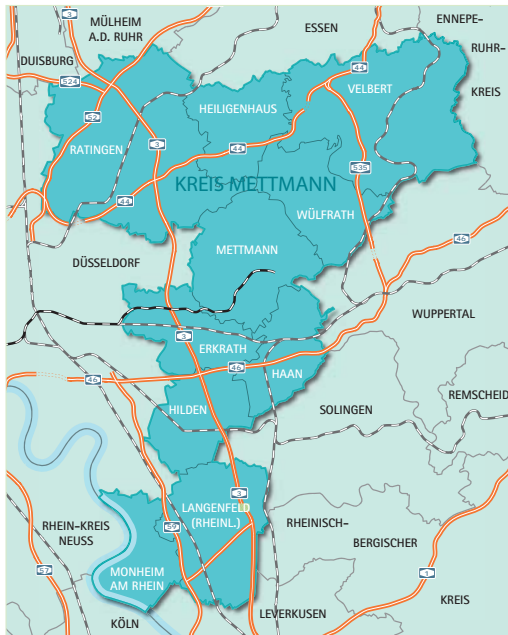 3
MÜLHEIM
A.D. RUHR
ESSEN
ENNEPE-
RUHR-
KREIS
DUISBURG
524
44
VELBERT
HEILIGENHAUS
52
RATINGEN
3
44
535
44
KREIS METTMANN
WÜLFRATH
METTMANN
46
DÜSSELDORF
WUPPERTAL
3
ERKRATH
46
HAAN
46
REMSCHEID
HILDEN
SOLINGEN
3
LANGENFELD
(RHEINL.)
RHEIN-KREIS
NEUSS
59
RHEINISCH-
BERGISCHER
KREIS
57
MONHEIM
AM RHEIN
1
KÖLN
LEVERKUSEN